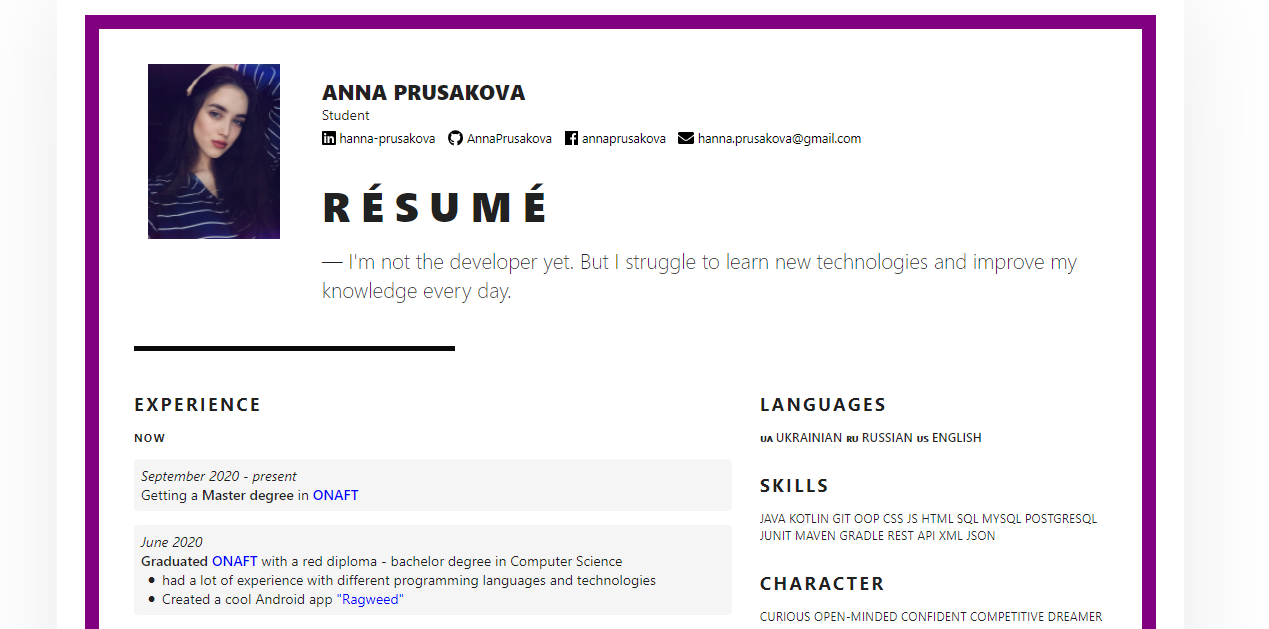 ANNA PRUSAKOVA
Student
hanna-prusakova AnnaPrusakova annaprusakova hanna.prusakova@gmail.com
RÉSUMÉ
— I'm not the developer yet. But I struggle to learn new technologies and improve my
knowledge every day.
EXPERIENCE
NOW
September 2020 - present
Getting a Master degree in ONAFT
June 2020
Graduated ONAFT with a red diploma - bachelor degree in Computer Science
• had a lot of experience with different programming languages and technologies
• Created a cool Android app "Ragweed"
LANGUAGES
UA UKRAINIAN RU RUSSIAN US ENGLISH
SKILLS
JAVA KOTLIN GIT OOP CSS JS HTML SQL MYSQL POSTGRESQL
JUNIT MAVEN GRADLE REST API XML JSON
CHARACTER
CURIOUS OPEN-MINDED CONFIDENT COMPETITIVE DREAMER